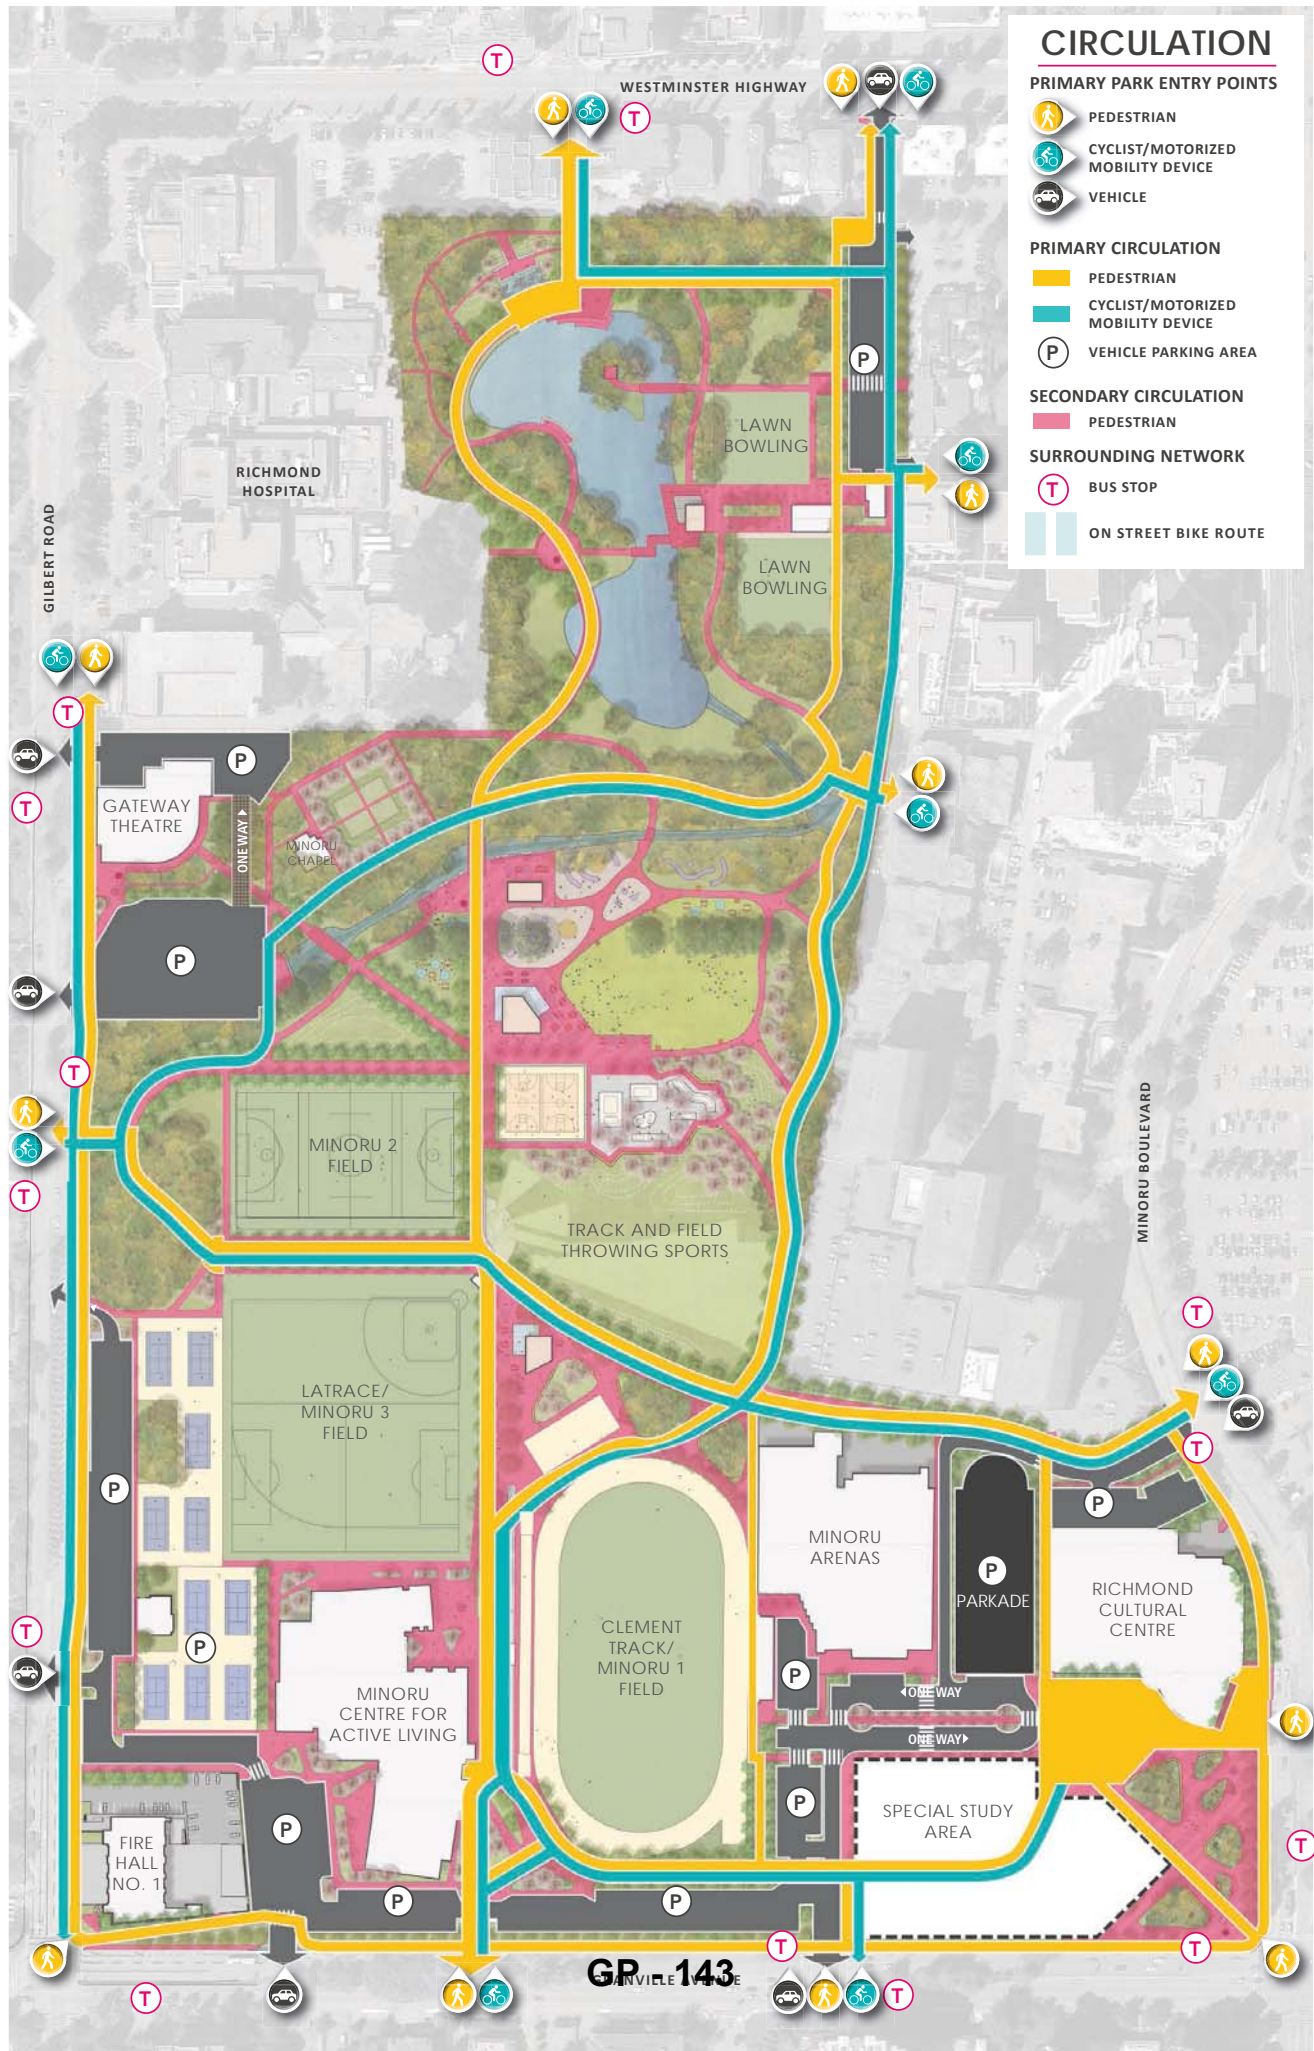 CIRCULATION
PRIMARY PARK ENTRY POINTS
PEDESTRIAN
CYCLIST/MOTORIZED
MOBILITY DEVICE
VEHICLE
PRIMARY CIRCULATION
PEDESTRIAN
CYCLIST/MOTORIZED
MOBILITY DEVICE
P
VEHICLE PARKING AREA
SECONDARY CIRCULATION
PEDESTRIAN
SURROUNDING NETWORK
T
BUS STOP
ON STREET BIKE ROUTE
T
WESTMINSTER HIGHWAY
T
P
LAWN
BOWLING
RICHMOND
HOSPITAL
GILBERT ROAD
LAWN
BOWLING
T
P
T
GATEWAY
THEATRE
ONE WAY
MINORU
CHAPEL
P
T
MINORU BOULEVARD
MINORU 2
FIELD
T
TRACK AND FIELD
THROWING SPORTS
T
LATRACE/
MINORU 3
FIELD
T
P
P
MINORU
ARENAS
P
PARKADE
RICHMOND
CULTURAL
CENTRE
T
P
CLEMENT
TRACK/
MINORU 1
FIELD
P
MINORU
CENTRE FOR
ACTIVE LIVING
ONE WAY
ONE WAY
P
SPECIAL STUDY
AREA
P
FIRE
HALL
NO. 1
T
P
P
T
T
GP - 143
GRANVILLE AVENUE
T
T